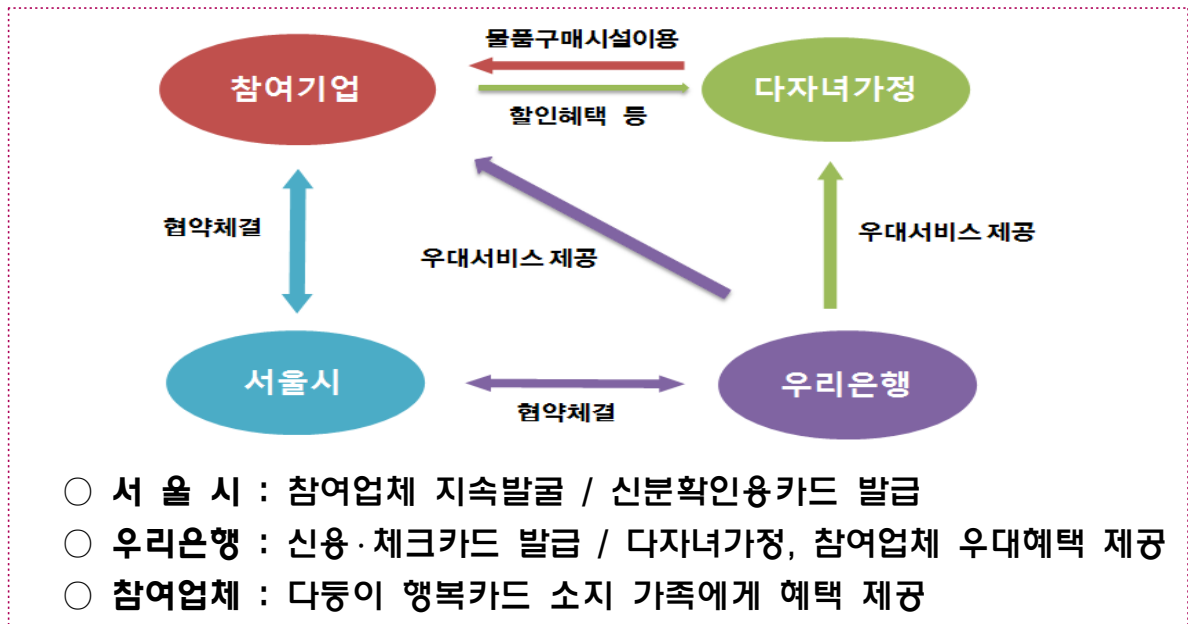 물품구매시설이용
참여기업
다자녀가정
할인혜택 등
협약체결
우대서비스 제공
우대서비스 제공
서울시
우리은행
협약체결
○ 서 울 시 : 참여업체 지속발굴 / 신분확인용카드 발급
○ 우리은행 : 신용·체크카드 발급 / 다자녀가정, 참여업체 우대혜택 제공
○ 참여업체 : 다둥이 행복카드 소지 가족에게 혜택 제공